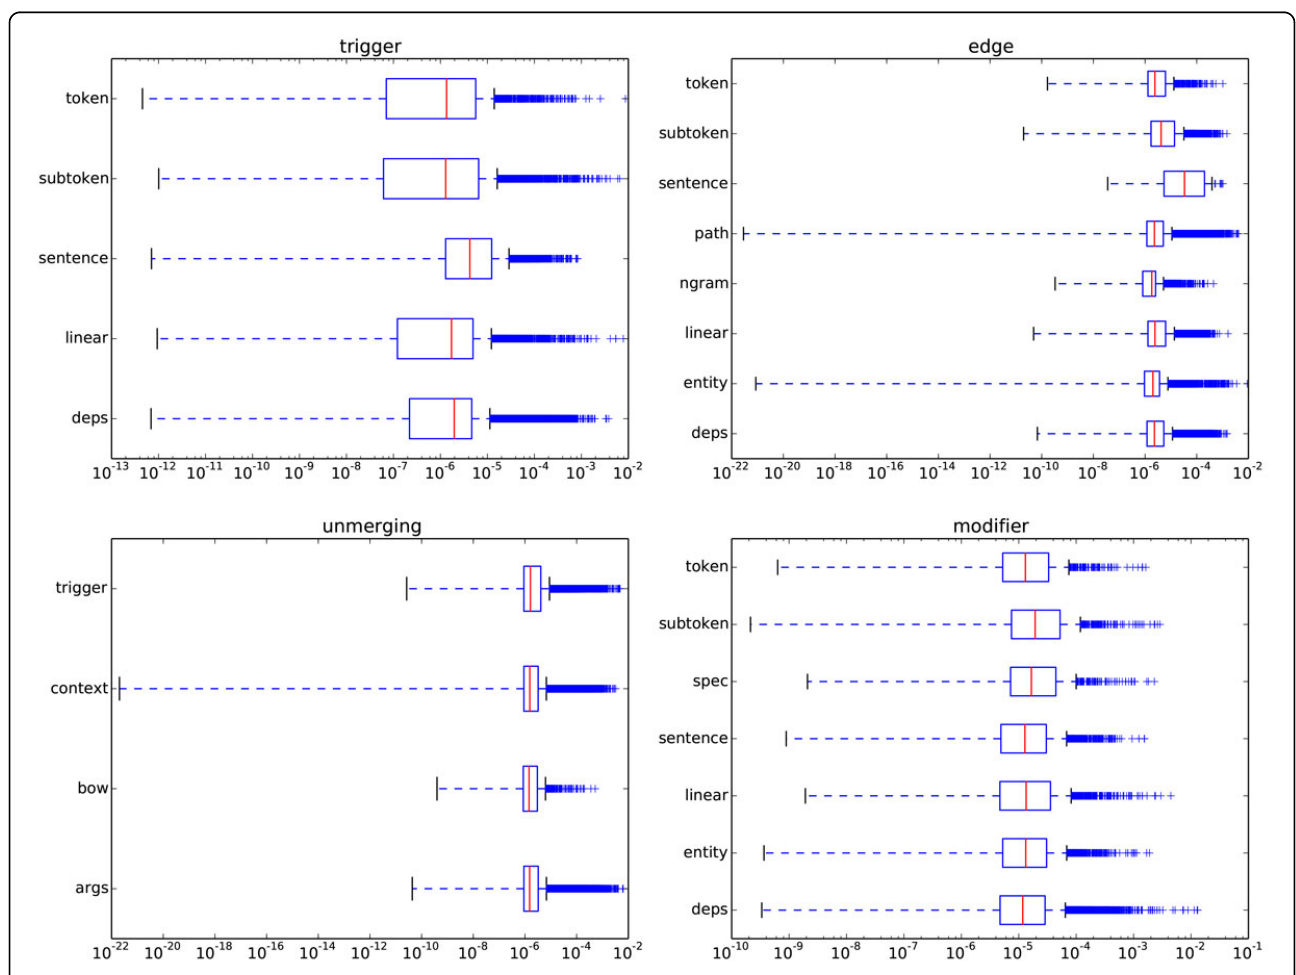 trigger
token
subtoken
sentence
linear
deps
10^-13 10^-12 10^-11 10^-10 10^-9 10^-8 10^-7 10^-6 10^-5 10^-4 10^-3 10^-2
edge
token
subtoken
sentence
path
ngram
linear
entity
deps
10^-22 10^-20 10^-18 10^-16 10^-14 10^-12 10^-10 10^-8 10^-6 10^-4 10^-2
unmerging
trigger
context
bow
args
10^-22 10^-20 10^-18 10^-16 10^-14 10^-12 10^-10 10^-8 10^-6 10^-4 10^-2
modifier
token
subtoken
spec
sentence
linear
entity
deps
10^-10 10^-9 10^-8 10^-7 10^-6 10^-5 10^-4 10^-3 10^-2 10^-1